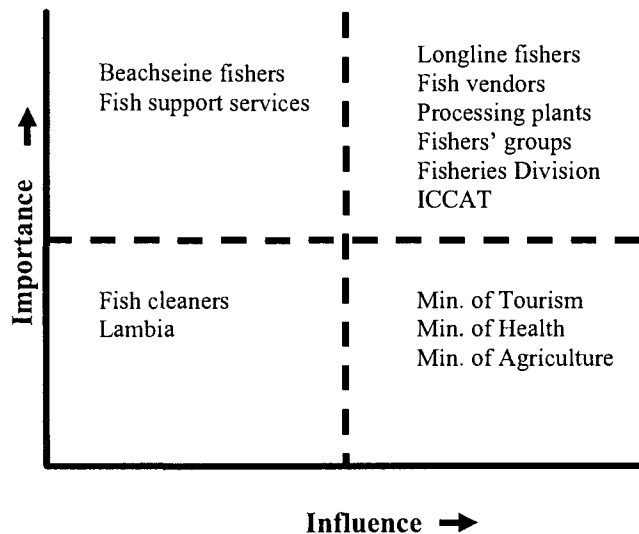 Beachseine fishers
Fish support services
Longline fishers
Fish vendors
Processing plants
Fishers' groups
Fisheries Division
ICCAT
Importance
Fish cleaners
Lambia
Min. of Tourism
Min. of Health
Min. of Agriculture
Influence